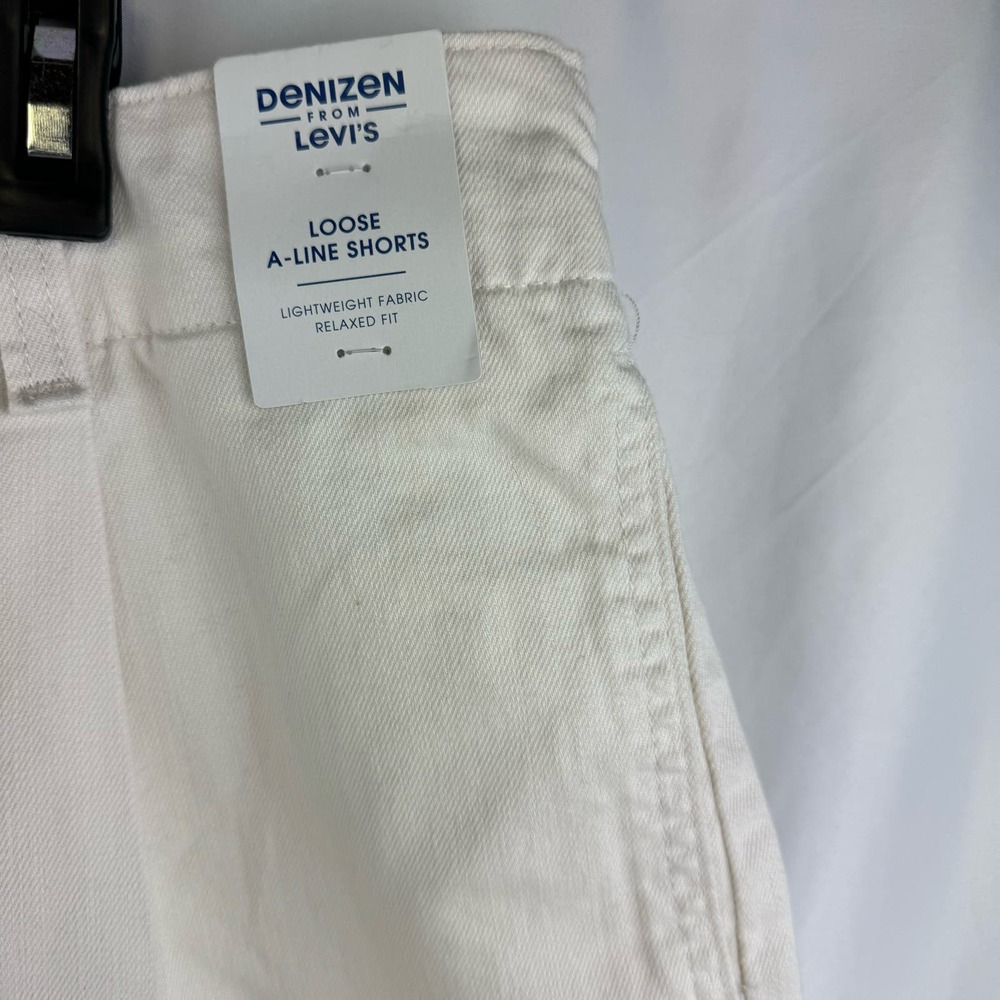 DENIZEN
FROM
LEVI'S
LOOSE
A-LINE SHORTS
LIGHTWEIGHT FABRIC
RELAXED FIT